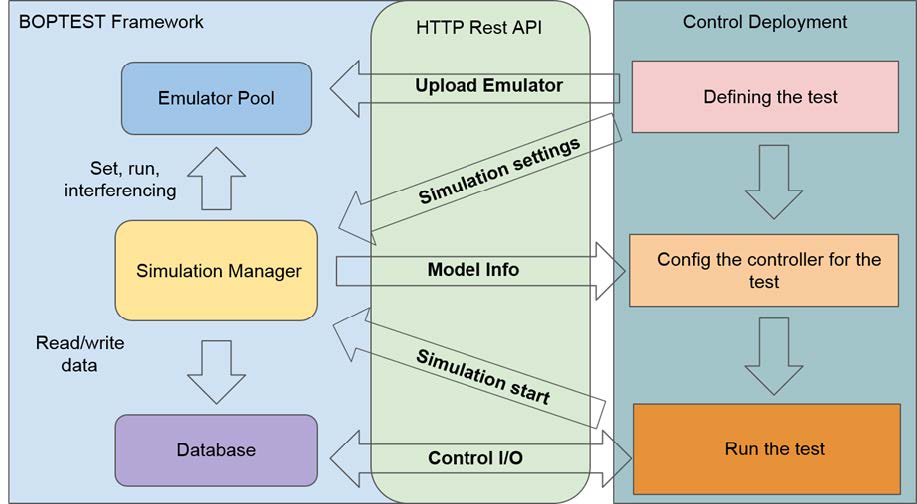 BOPTEST Framework
HTTP Rest API
Control Deployment
Emulator Pool
Upload Emulator
Defining the test
Set, run,
interferencing
Simulation settings
Simulation Manager
Model Info
Config the controller for the
test
Read/write
data
Simulation start
Database
Control I/O
Run the test